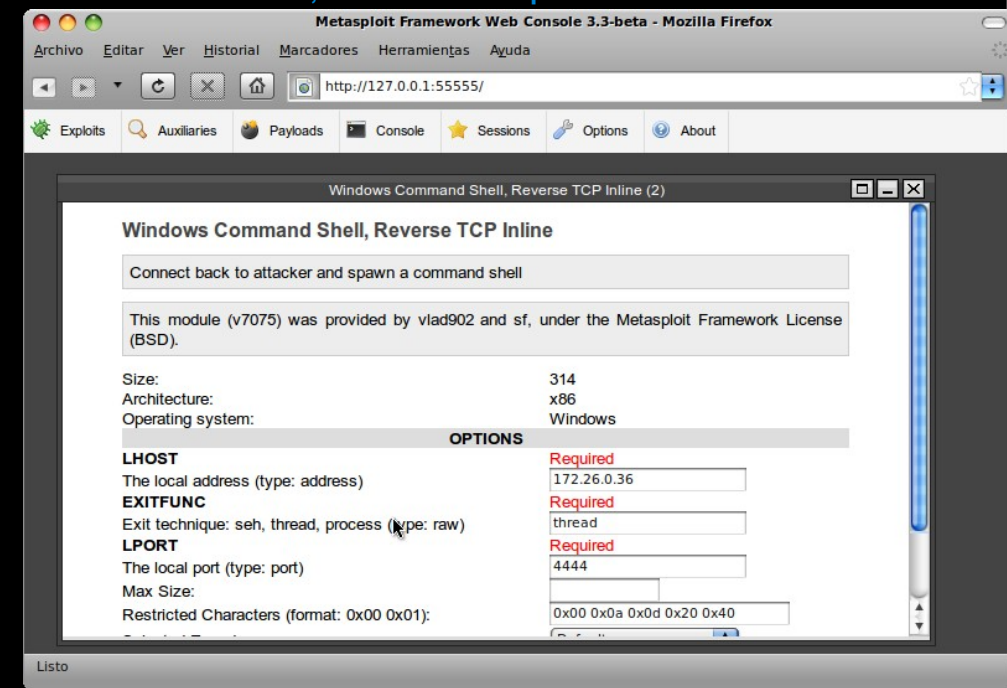 Metasploit Framework Web Console 3.3-beta - Mozilla Firefox
Archivo Editar Ver Historial Marcadores Herramientas Ayuda
http://127.0.0.1:55555/
Exploits Auxiliaries Payloads Console Sessions Options About
Windows Command Shell, Reverse TCP Inline (2)
Windows Command Shell, Reverse TCP Inline
Connect back to attacker and spawn a command shell
This module (v7075) was provided by vlad902 and sf, under the Metasploit Framework License
(BSD).
Size: 314
Architecture: x86
Operating system: Windows
OPTIONS
LHOST Required
The local address (type: address) 172.26.0.36
EXITFUNC Required
Exit technique: seh, thread, process (type: raw) thread
LPORT Required
The local port (type: port) 4444
Max Size:
Restricted Characters (format: 0x00 0x01): 0x00 0x0a 0x0d 0x20 0x40
Listo